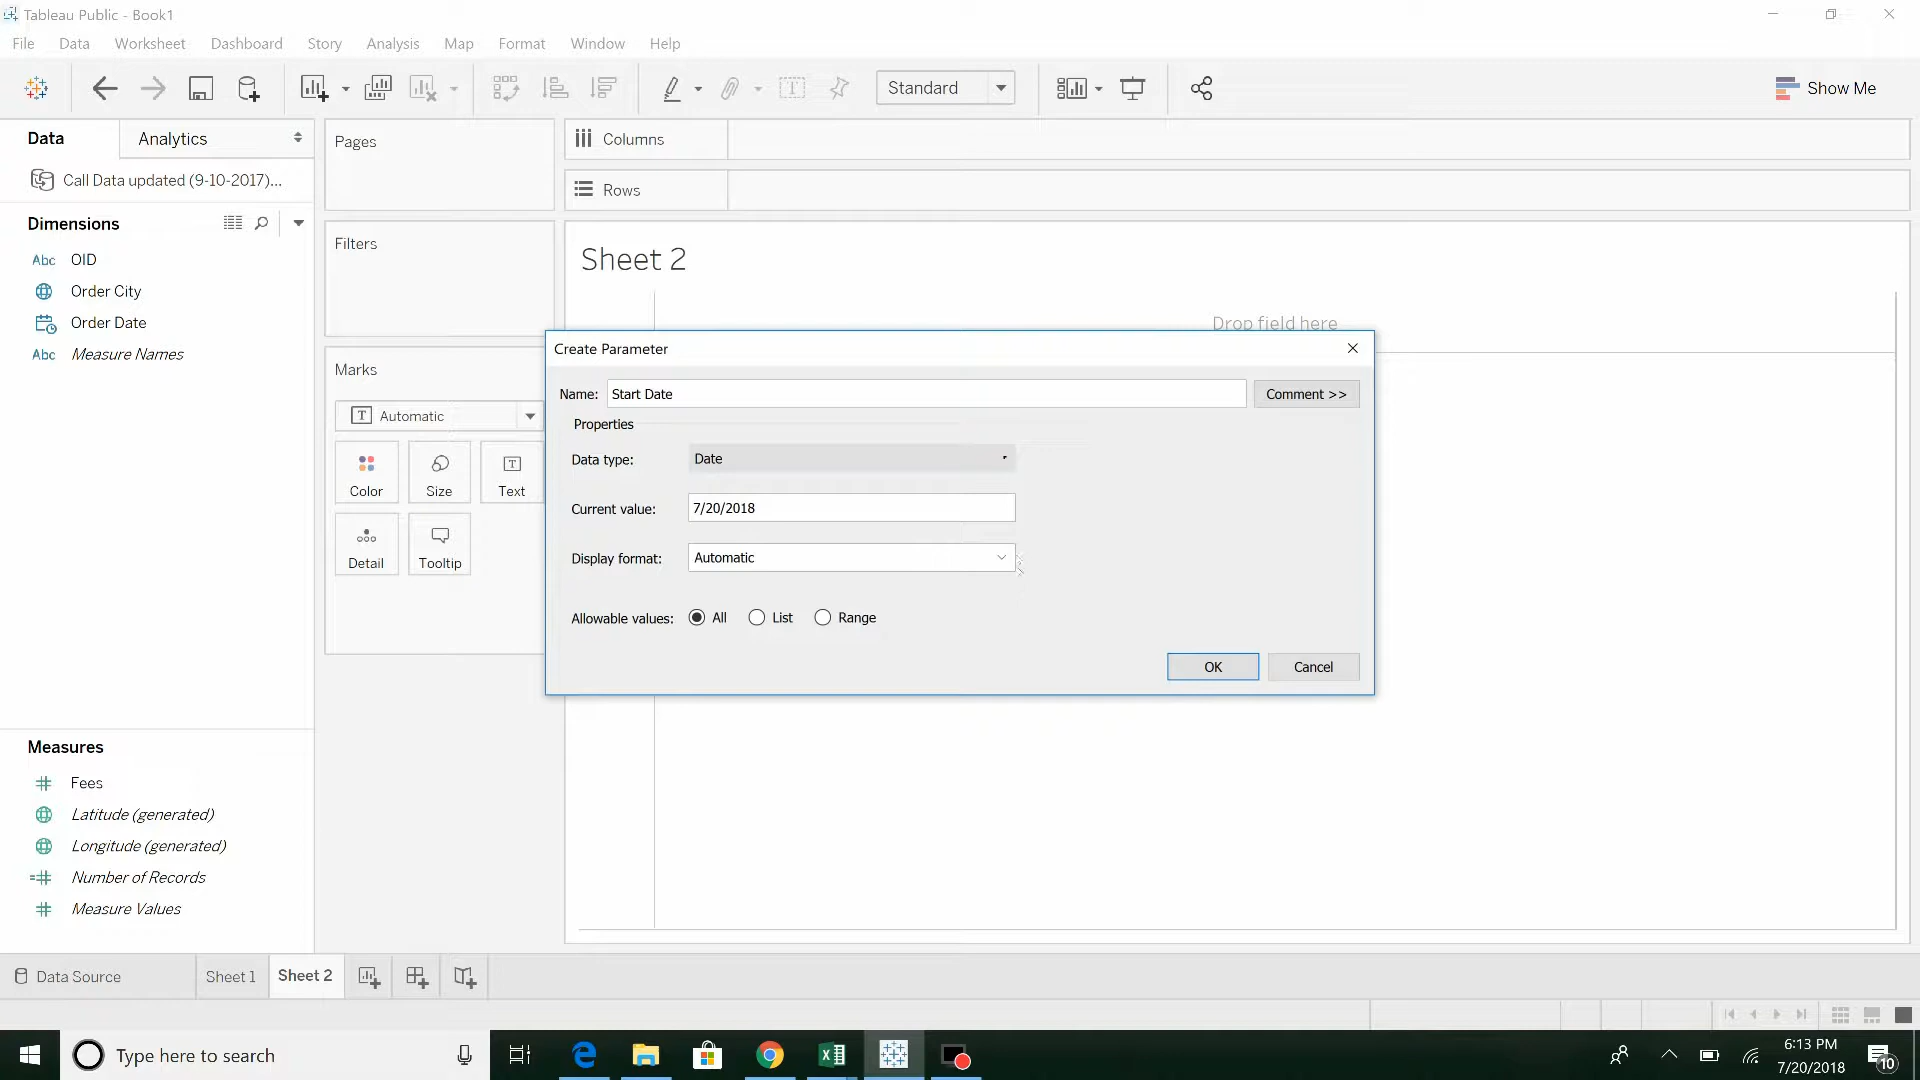 Tableau Public - Book1
File Data Worksheet Dashboard Story Analysis Map Format Window Help
Standard
Show Me
Data
Analytics
Call Data updated (9-10-2017)...
Dimensions
Abc OID
Order City
Order Date
Abc Measure Names
Pages
Filters
Marks
T Automatic
Color
Size
T Text
Detail
Tooltip
Columns
Rows
Sheet 2
Drop field here
Create Parameter
Name: Start Date
Comment >>
Properties
Data type: Date
Current value: 7/20/2018
Display format: Automatic
Allowable values: All List Range
OK
Cancel
Measures
Fees
Latitude (generated)
Longitude (generated)
Number of Records
Measure Values
Data Source
Sheet 1
Sheet 2
Type here to search
6:13 PM
7/20/2018
10